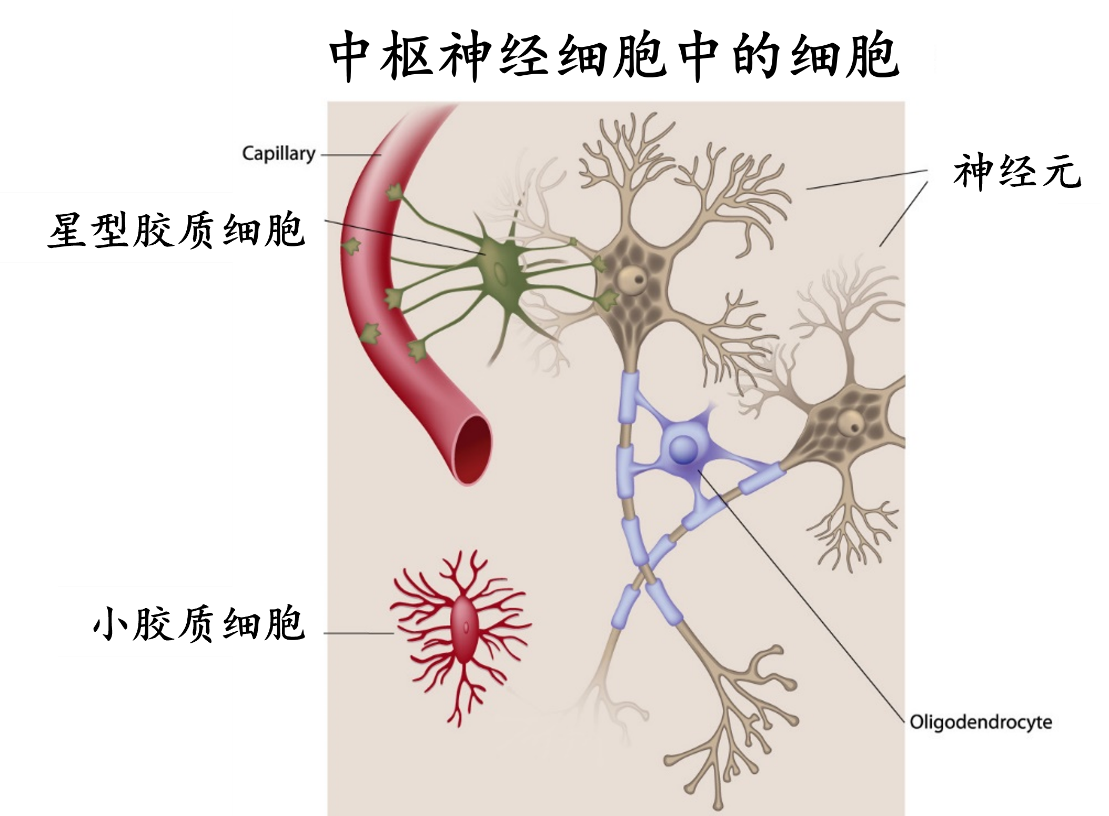 中枢神经细胞中的细胞
Capillary
神经元
星型胶质细胞
小胶质细胞
Oligodendrocyte